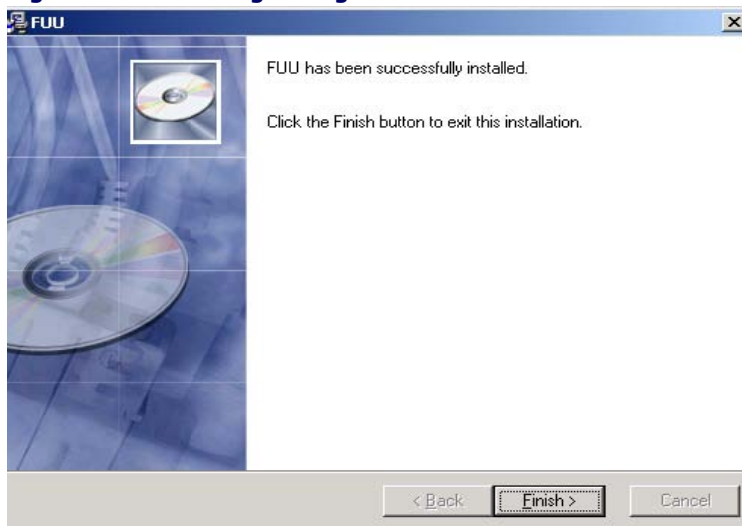 FUU
FUU has been successfully installed.
Click the Finish button to exit this installation.
< Back
Finish >
Cancel